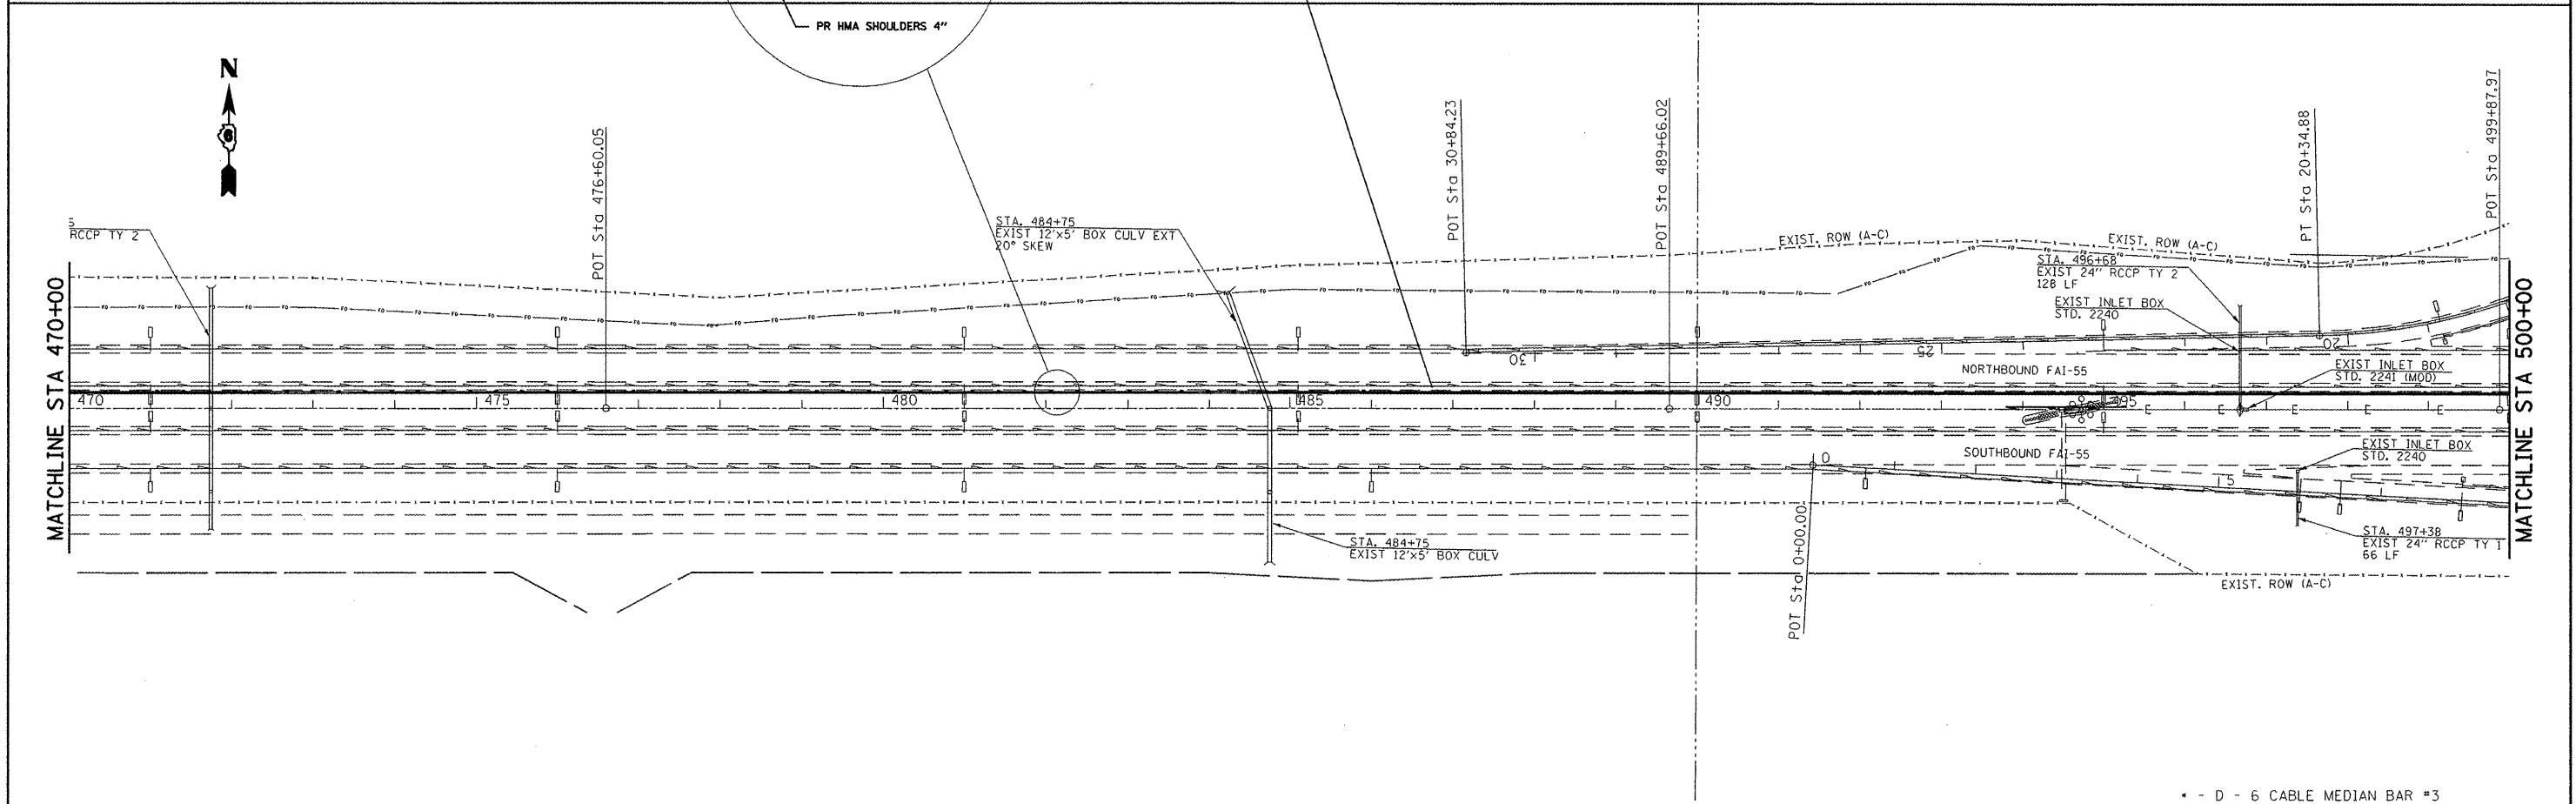 PR HMA SHOULDERS 4"
N
6
POT Sta 476+60.05
POT Sta 30+84.23
POT Sta 489+66.02
PT Sta 20+34.88
POT Sta 499+87.97
RCCP TY 2
STA. 484+75
EXIST 12'x5' BOX CULV EXT
20° SKEW
EXIST. ROW (A-C)
EXIST. ROW (A-C)
STA. 496+68
EXIST 24" RCCP TY 2
128 LF
EXIST INLET BOX
STD. 2240
MATCHLINE STA 470+00
MATCHLINE STA 500+00
30
25
20
NORTHBOUND FAI-55
EXIST INLET BOX
STD. 2241 (MOD)
470
475
480
485
490
495
E E E E E
SOUTHBOUND FAI-55
EXIST INLET BOX
STD. 2240
0
5
STA. 484+75
EXIST 12'x5' BOX CULV
POT Sta 0+00.00
STA. 497+38
EXIST 24" RCCP TY 1
66 LF
EXIST. ROW (A-C)
* - D - 6 CABLE MEDIAN BAR #3